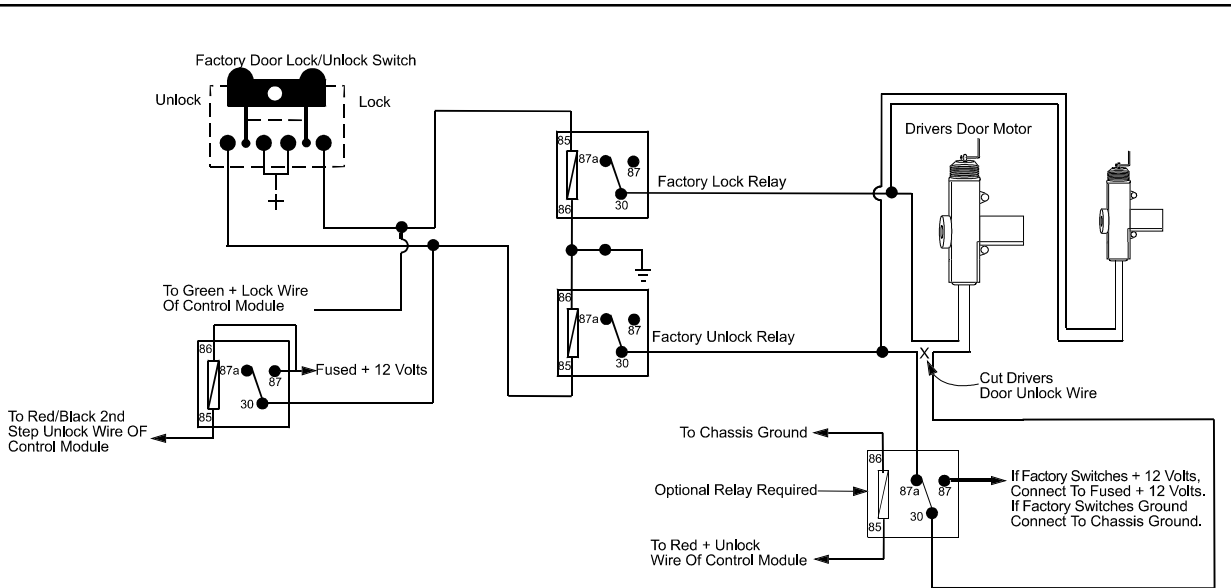 Factory Door Lock/Unlock Switch
Unlock
Lock
+
Drivers Door Motor
85
87a
87
86
30
Factory Lock Relay
To Green + Lock Wire
Of Control Module
86
87a
87
85
30
Factory Unlock Relay
86
87a
87
85
30
Fused + 12 Volts
To Red/Black 2nd
Step Unlock Wire OF
Control Module
X
Cut Drivers
Door Unlock Wire
To Chassis Ground
Optional Relay Required
86
87a
87
85
30
If Factory Switches + 12 Volts,
Connect To Fused + 12 Volts.
If Factory Switches Ground
Connect To Chassis Ground.
To Red + Unlock
Wire Of Control Module